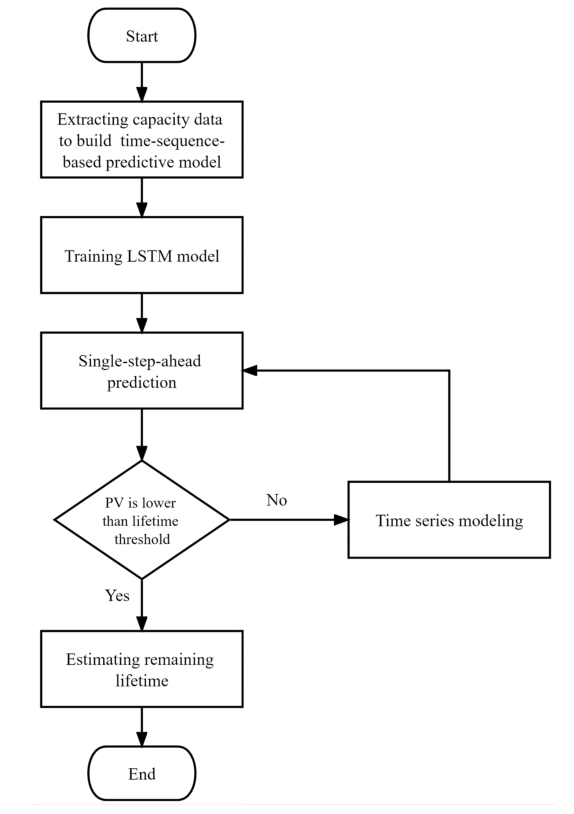 Start
Extracting capacity data
to build time-sequence-
based predictive model
Training LSTM model
Single-step-ahead
prediction
PV is lower
than lifetime
threshold
No
Time series modeling
Yes
Estimating remaining
lifetime
End